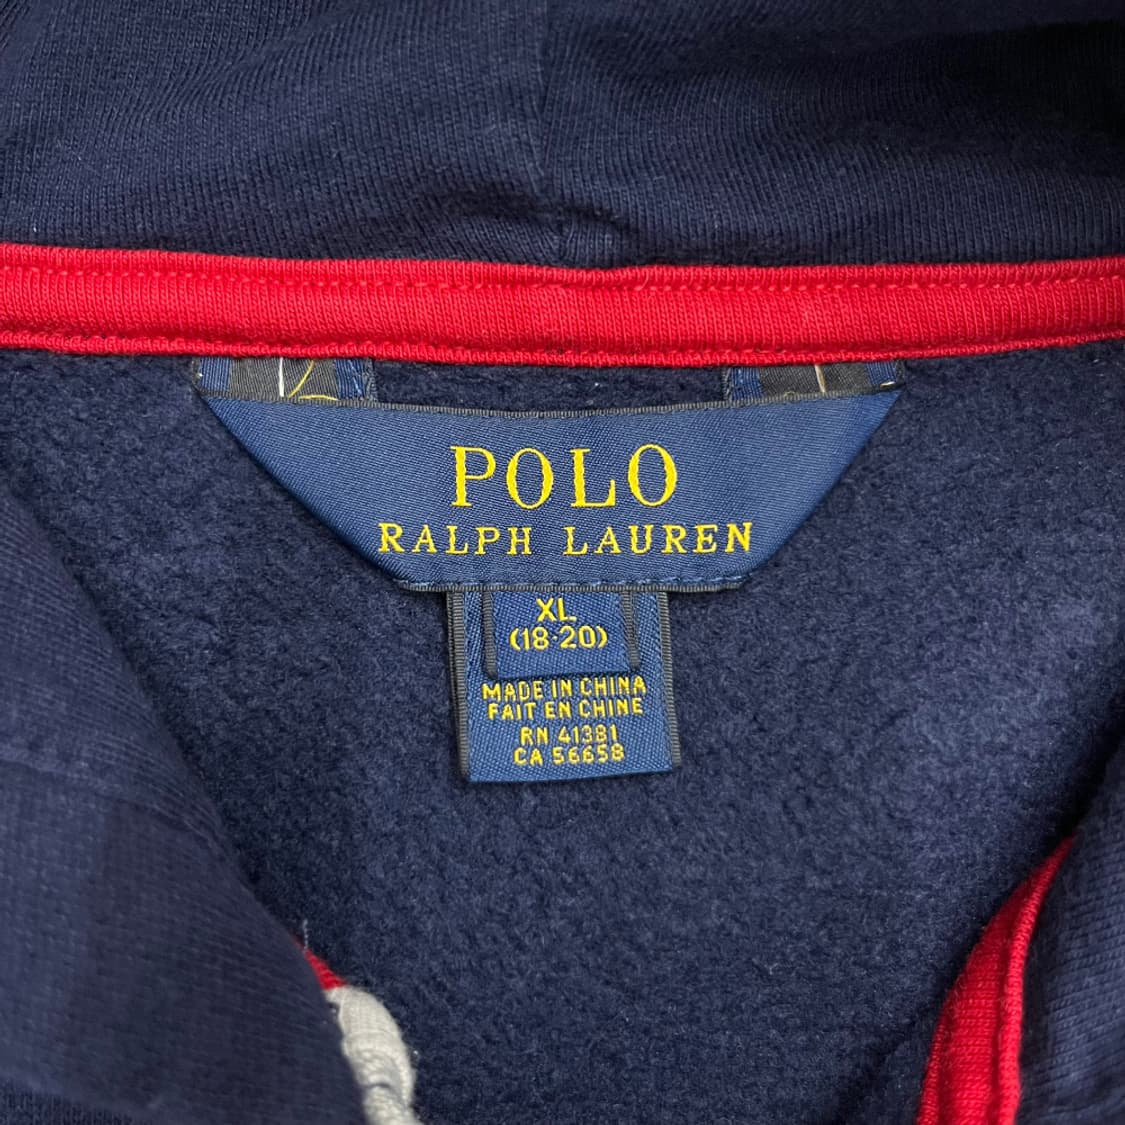 POLO
RALPH LAUREN
XL
(18-20)
MADE IN CHINA
FAIT EN CHINE
RN 41381
CA 56658